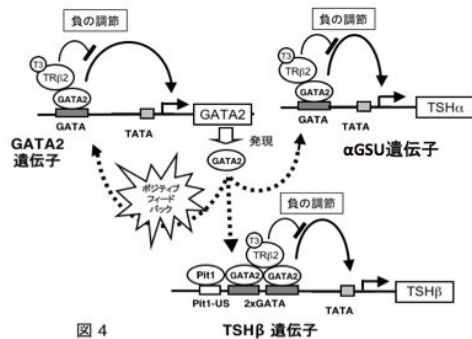 負の調節
T3
TRβ2
GATA2
GATA
TATA
GATA2
GATA2
遺伝子
発現
GATA2
ポジティブ
フィード
バック
負の調節
T3
TRβ2
GATA2
GATA
TATA
TSHα
αGSU遺伝子
負の調節
T3
TRβ2
Pit1
GATA2
GATA2
Pit1-US
2xGATA
TATA
TSHβ
TSHβ 遺伝子
図 4